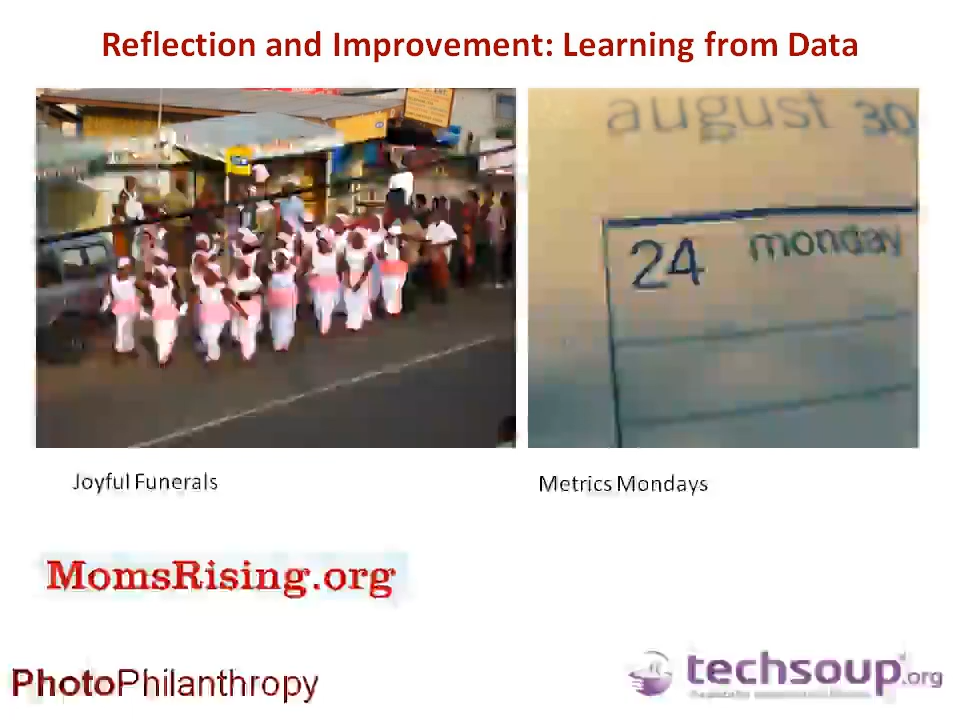 Reflection and Improvement: Learning from Data
august 30
24 monday
Joyful Funerals
Metrics Mondays
MomsRising.org
PhotoPhilanthropy
techsoup.org